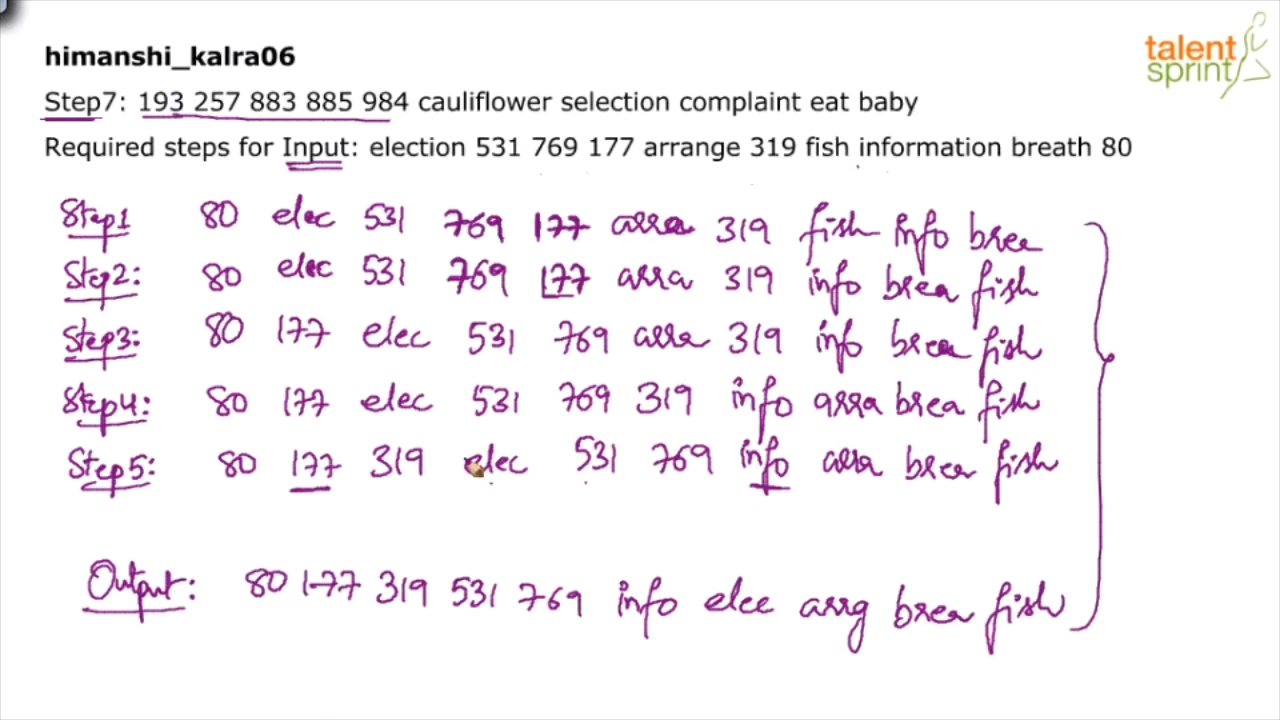 talent
sprint
himanshi_kalra06
Step7: 193 257 883 885 984 cauliflower selection complaint eat baby
Required steps for Input: election 531 769 177 arrange 319 fish information breath 80
Step1 80 elec 531 769 177 arra 319 fish info brea
Step2: 80 elec 531 769 177 arra 319 info brea fish
Step3: 80 177 elec 531 769 arra 319 info brea fish
Step4: 80 177 elec 531 769 319 info arra brea fish
Step5: 80 177 319 elec 531 769 info arra brea fish
Output: 80 177 319 531 769 info elec arrg brea fish